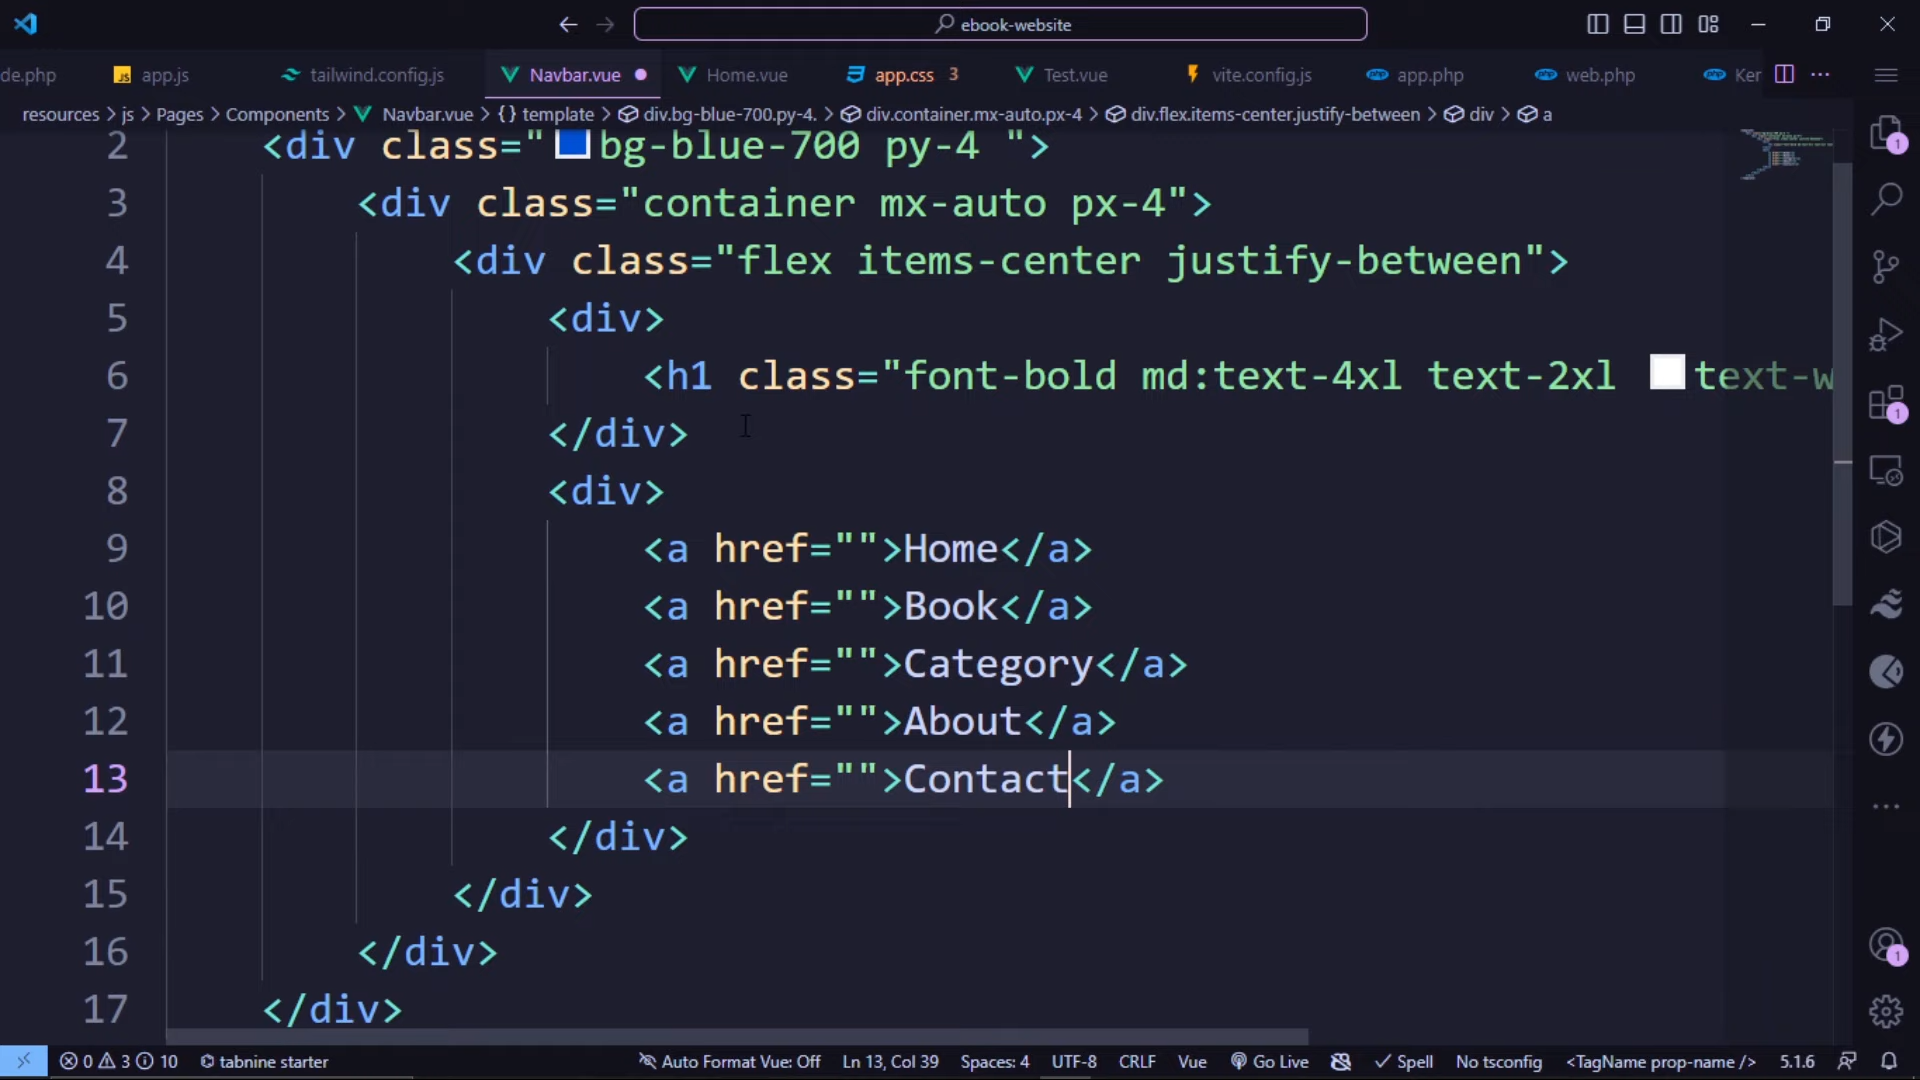 ebook-website
de.php app.js tailwind.config.js Navbar.vue Home.vue app.css 3 Test.vue vite.config.js app.php web.php Ker
resources > js > Pages > Components > Navbar.vue > {} template > div.bg-blue-700.py-4. > div.container.mx-auto.px-4 > div.flex.items-center.justify-between > div > a
2 <div class="bg-blue-700 py-4 ">
3 <div class="container mx-auto px-4">
4 <div class="flex items-center justify-between">
5 <div>
6 <h1 class="font-bold md:text-4xl text-2xl text-w
7 </div>
8 <div>
9 <a href="">Home</a>
10 <a href="">Book</a>
11 <a href="">Category</a>
12 <a href="">About</a>
13 <a href="">Contact</a>
14 </div>
15 </div>
16 </div>
17 </div>
1
1
1
0 3 10 tabnine starter Auto Format Vue: Off Ln 13, Col 39 Spaces: 4 UTF-8 CRLF Vue Go Live Spell No tsconfig <TagName prop-name /> 5.1.6